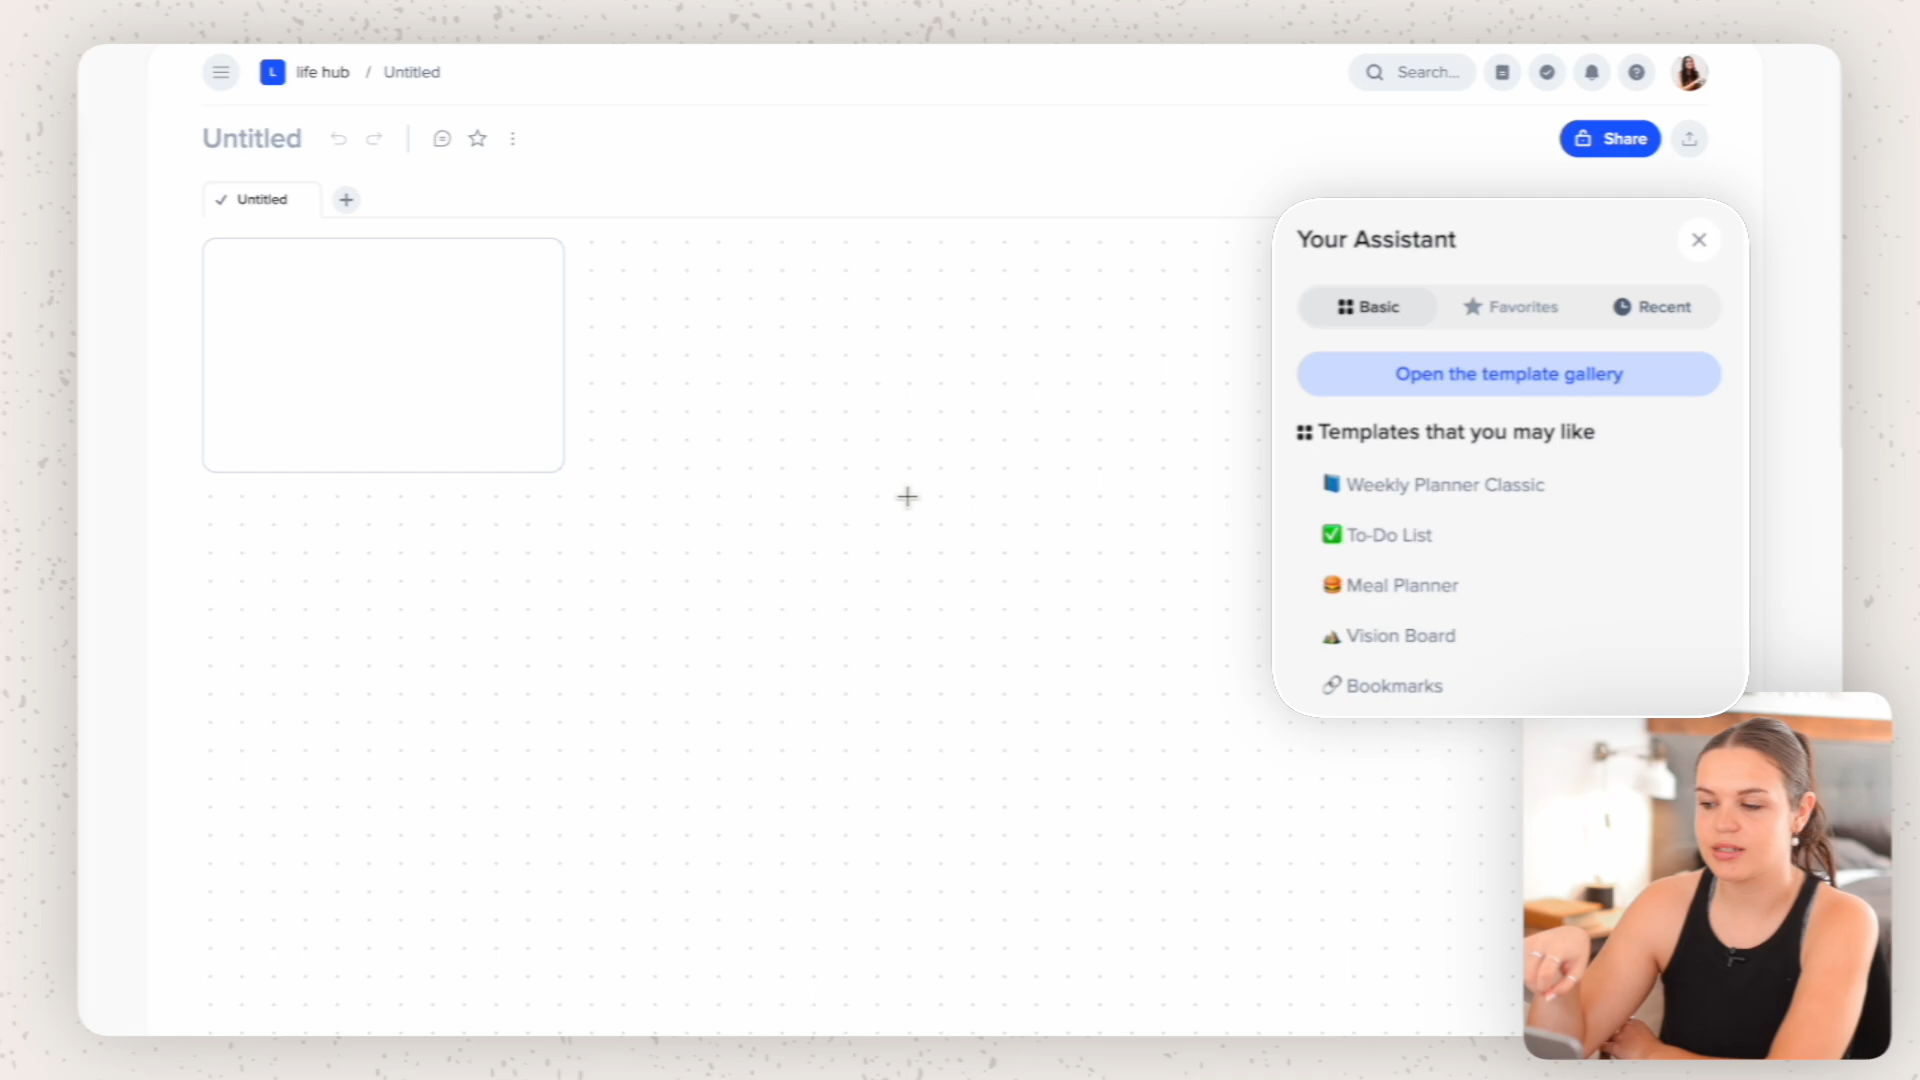 L life hub / Untitled
Search...
Untitled
Share
Untitled
Your Assistant
Basic
Favorites
Recent
Open the template gallery
Templates that you may like
Weekly Planner Classic
To-Do List
Meal Planner
Vision Board
Bookmarks